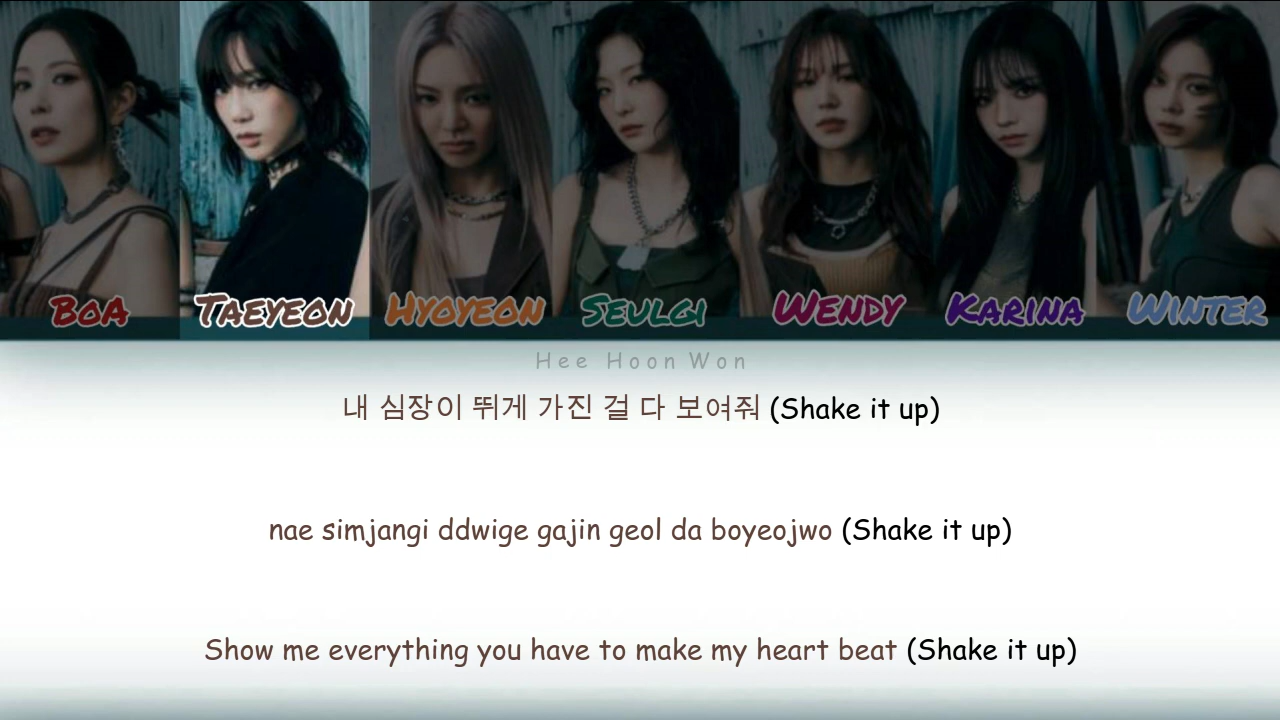 BoA Taeyeon Hyoyeon Seulgi Wendy Karina Winter
Hee Hoon Won
내 심장이 뛰게 가진 걸 다 보여줘 (Shake it up)
nae simjangi ddwige gajin geol da boyeojwo (Shake it up)
Show me everything you have to make my heart beat (Shake it up)